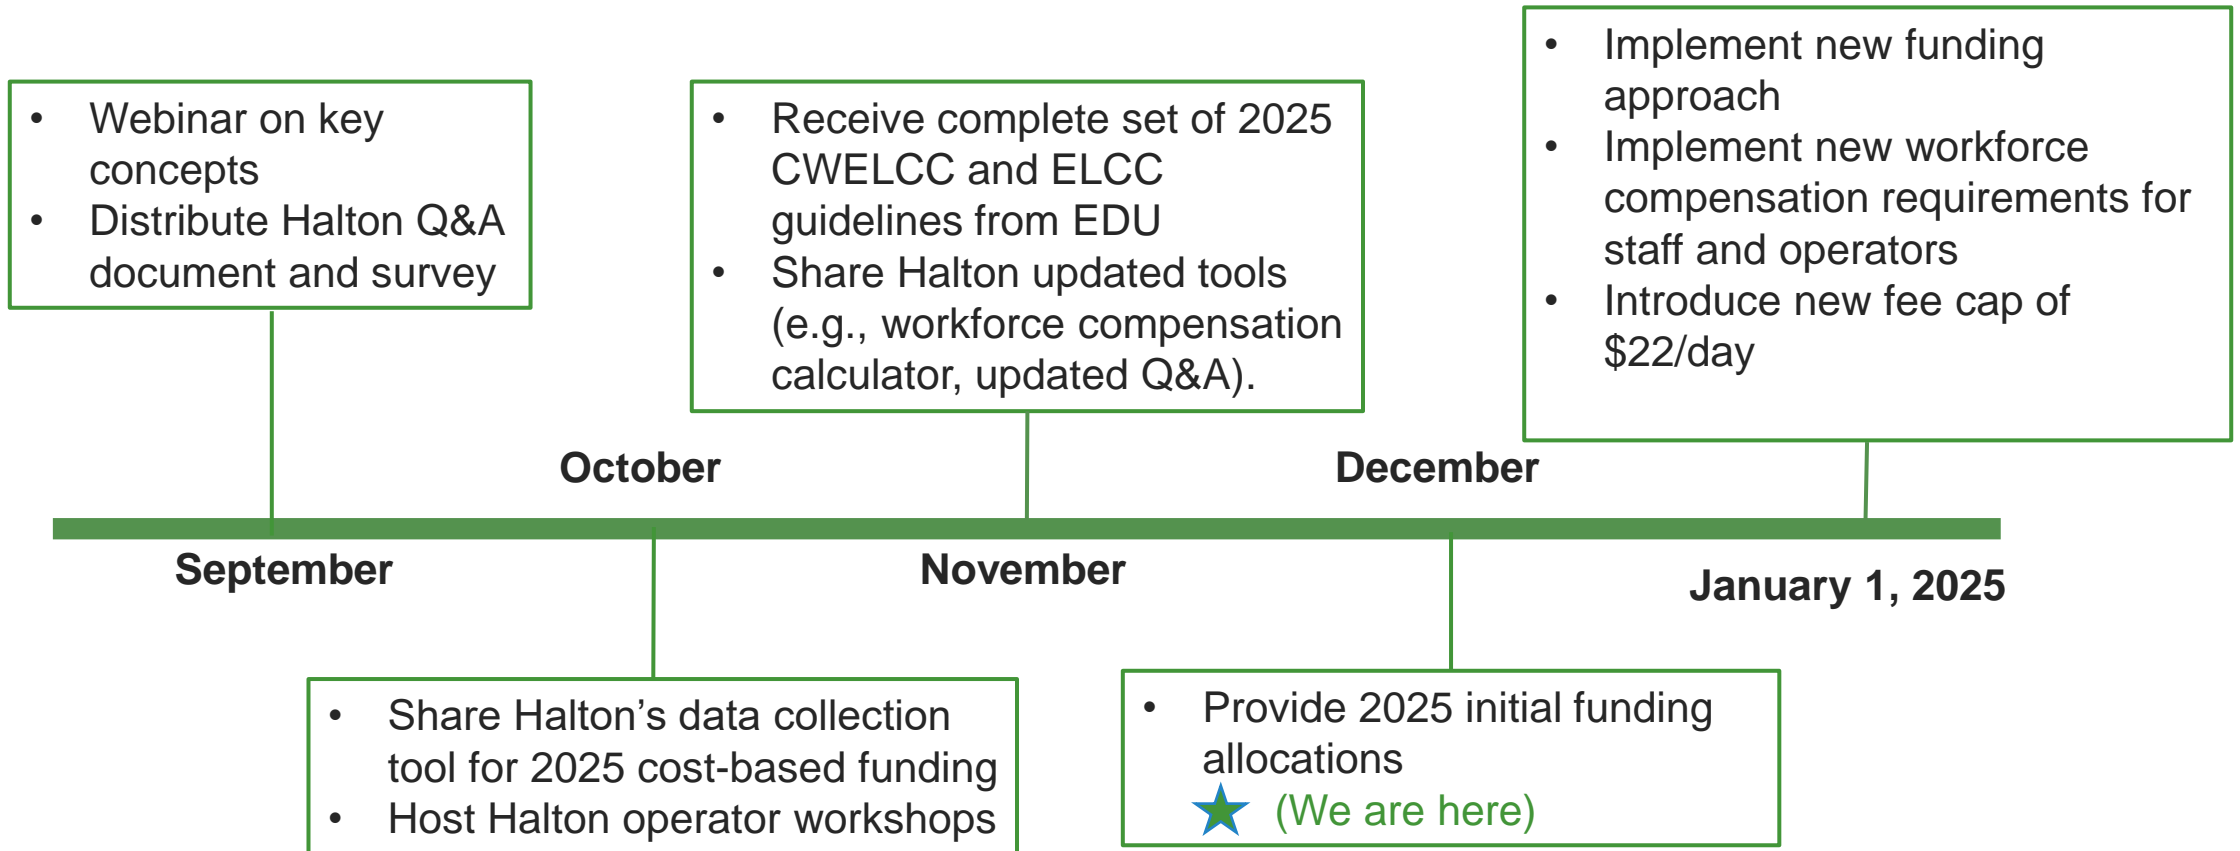 • Webinar on key
concepts
• Distribute Halton Q&A
document and survey
• Receive complete set of 2025
CWELCC and ELCC
guidelines from EDU
• Share Halton updated tools
(e.g., workforce compensation
calculator, updated Q&A).
• Implement new funding
approach
• Implement new workforce
compensation requirements for
staff and operators
• Introduce new fee cap of
$22/day
October
December
September
November
January 1, 2025
• Share Halton’s data collection
tool for 2025 cost-based funding
• Host Halton operator workshops
• Provide 2025 initial funding
allocations
(We are here)